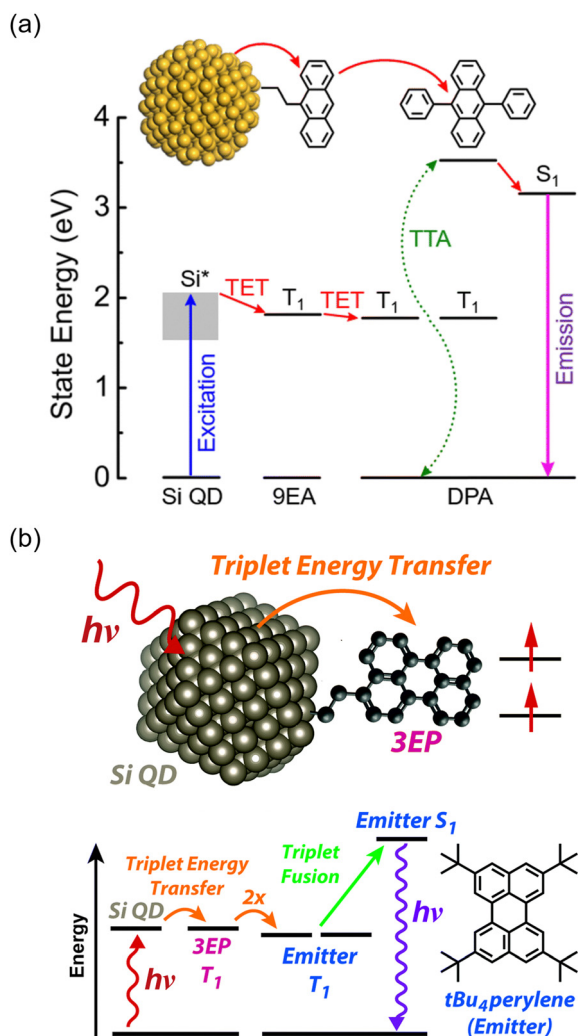 (a)
4
3
2
1
0
State Energy (eV)
Si*
TET
T₁
TET
T₁
T₁
TTA
S₁
Excitation
Emission
Si QD
9EA
DPA
(b)
Triplet Energy Transfer
hν
3EP
Si QD
Emitter S₁
Triplet Energy
Transfer
Triplet
Fusion
Si QD
2x
3EP
T₁
Emitter
T₁
hν
hν
Energy
tBu₄perylene
(Emitter)